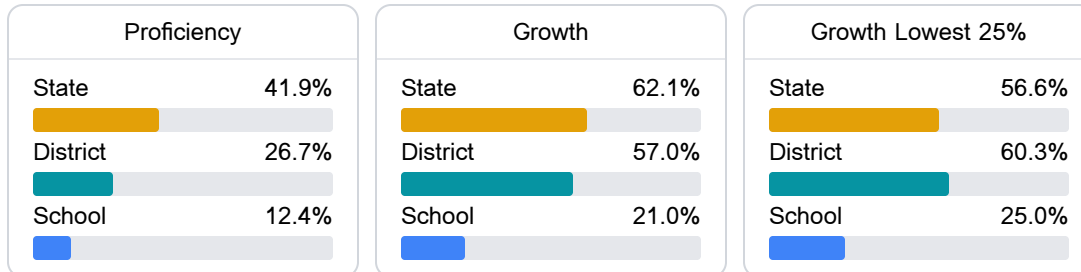 Proficiency
State 41.9%
District 26.7%
School 12.4%
Growth
State 62.1%
District 57.0%
School 21.0%
Growth Lowest 25%
State 56.6%
District 60.3%
School 25.0%